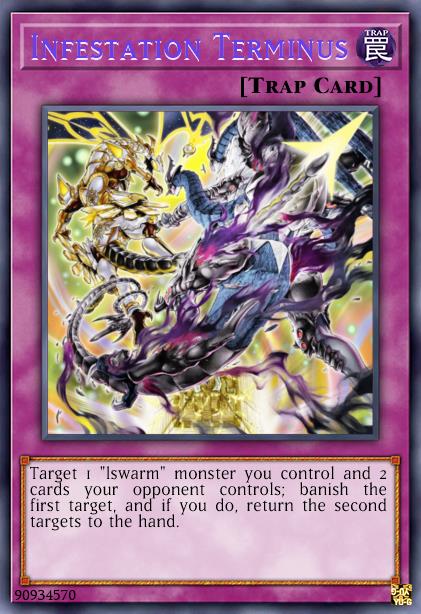 Infestation Terminus
TRAP
罠
[Trap Card]
Target 1 "lswarm" monster you control and 2
cards your opponent controls; banish the
first target, and if you do, return the second
targets to the hand.
90934570